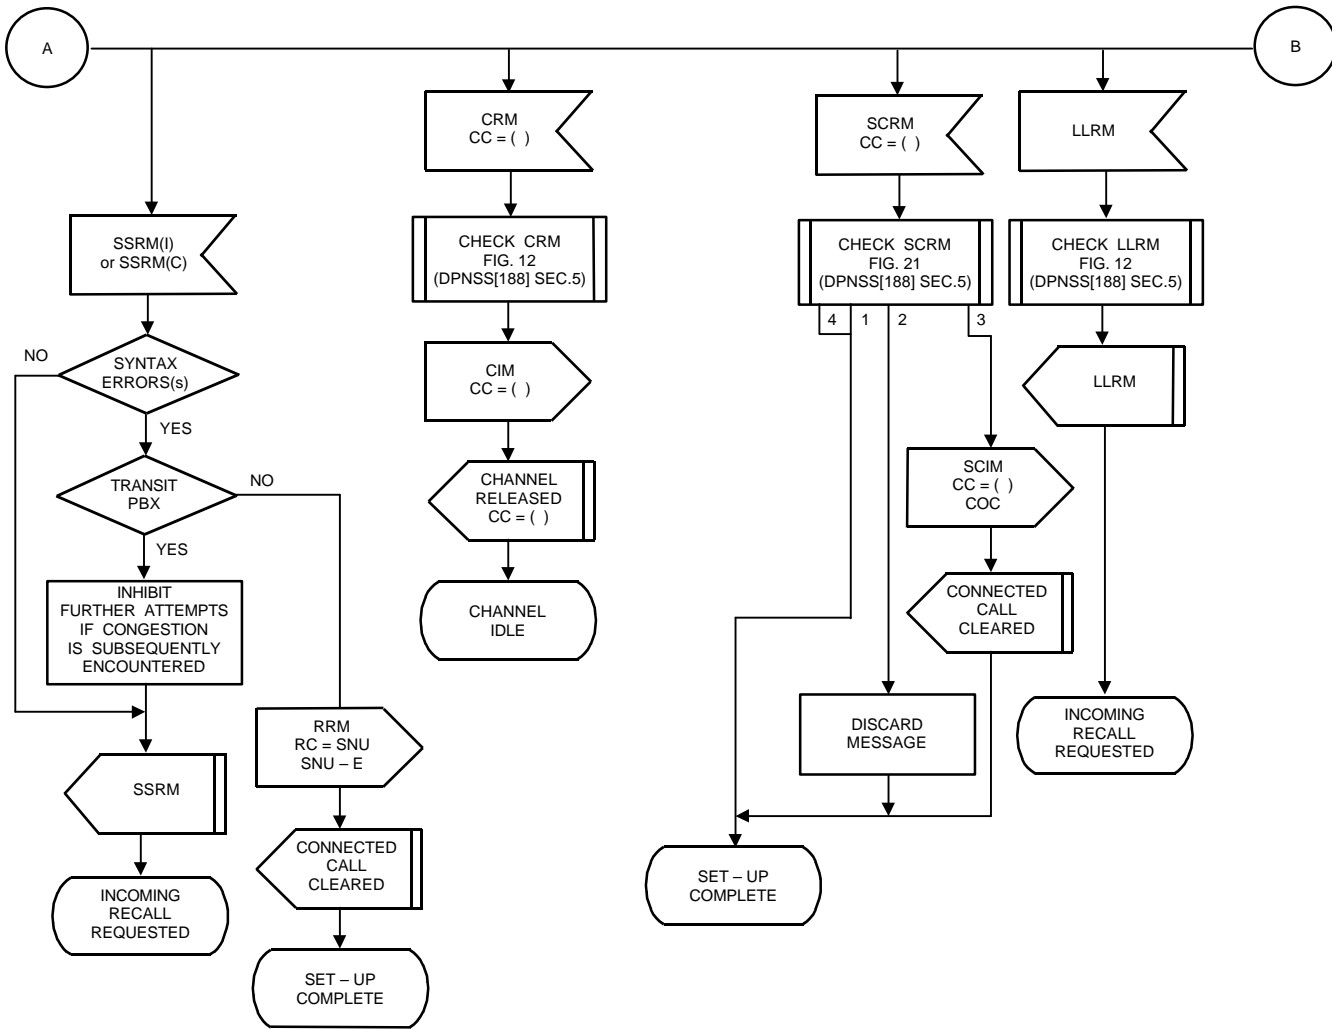 A
B
CRM
CC = ( )
SCRM
CC = ( )
LLRM
SSRM(I)
or SSRM(C)
CHECK CRM
FIG. 12
(DPNSS[188] SEC.5)
CHECK SCRM
FIG. 21
(DPNSS[188] SEC.5)
CHECK LLRM
FIG. 12
(DPNSS[188] SEC.5)
4
1
2
3
NO
SYNTAX
ERRORS(s)
YES
CIM
CC = ( )
LLRM
TRANSIT
PBX
NO
YES
CHANNEL
RELEASED
CC = ( )
SCIM
CC = ( )
COC
INHIBIT
FURTHER ATTEMPTS
IF CONGESTION
IS SUBSEQUENTLY
ENCOUNTERED
CHANNEL
IDLE
CONNECTED
CALL
CLEARED
RRM
RC = SNU
SNU – E
DISCARD
MESSAGE
INCOMING
RECALL
REQUESTED
SSRM
CONNECTED
CALL
CLEARED
SET – UP
COMPLETE
INCOMING
RECALL
REQUESTED
SET – UP
COMPLETE